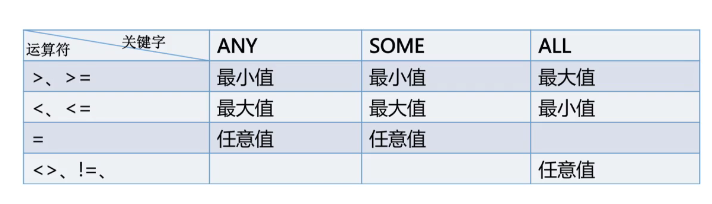 运算符 关键字 ANY SOME ALL
>、>= 最小值 最小值 最大值
<、<= 最大值 最大值 最小值
= 任意值 任意值
<>、!=、 任意值